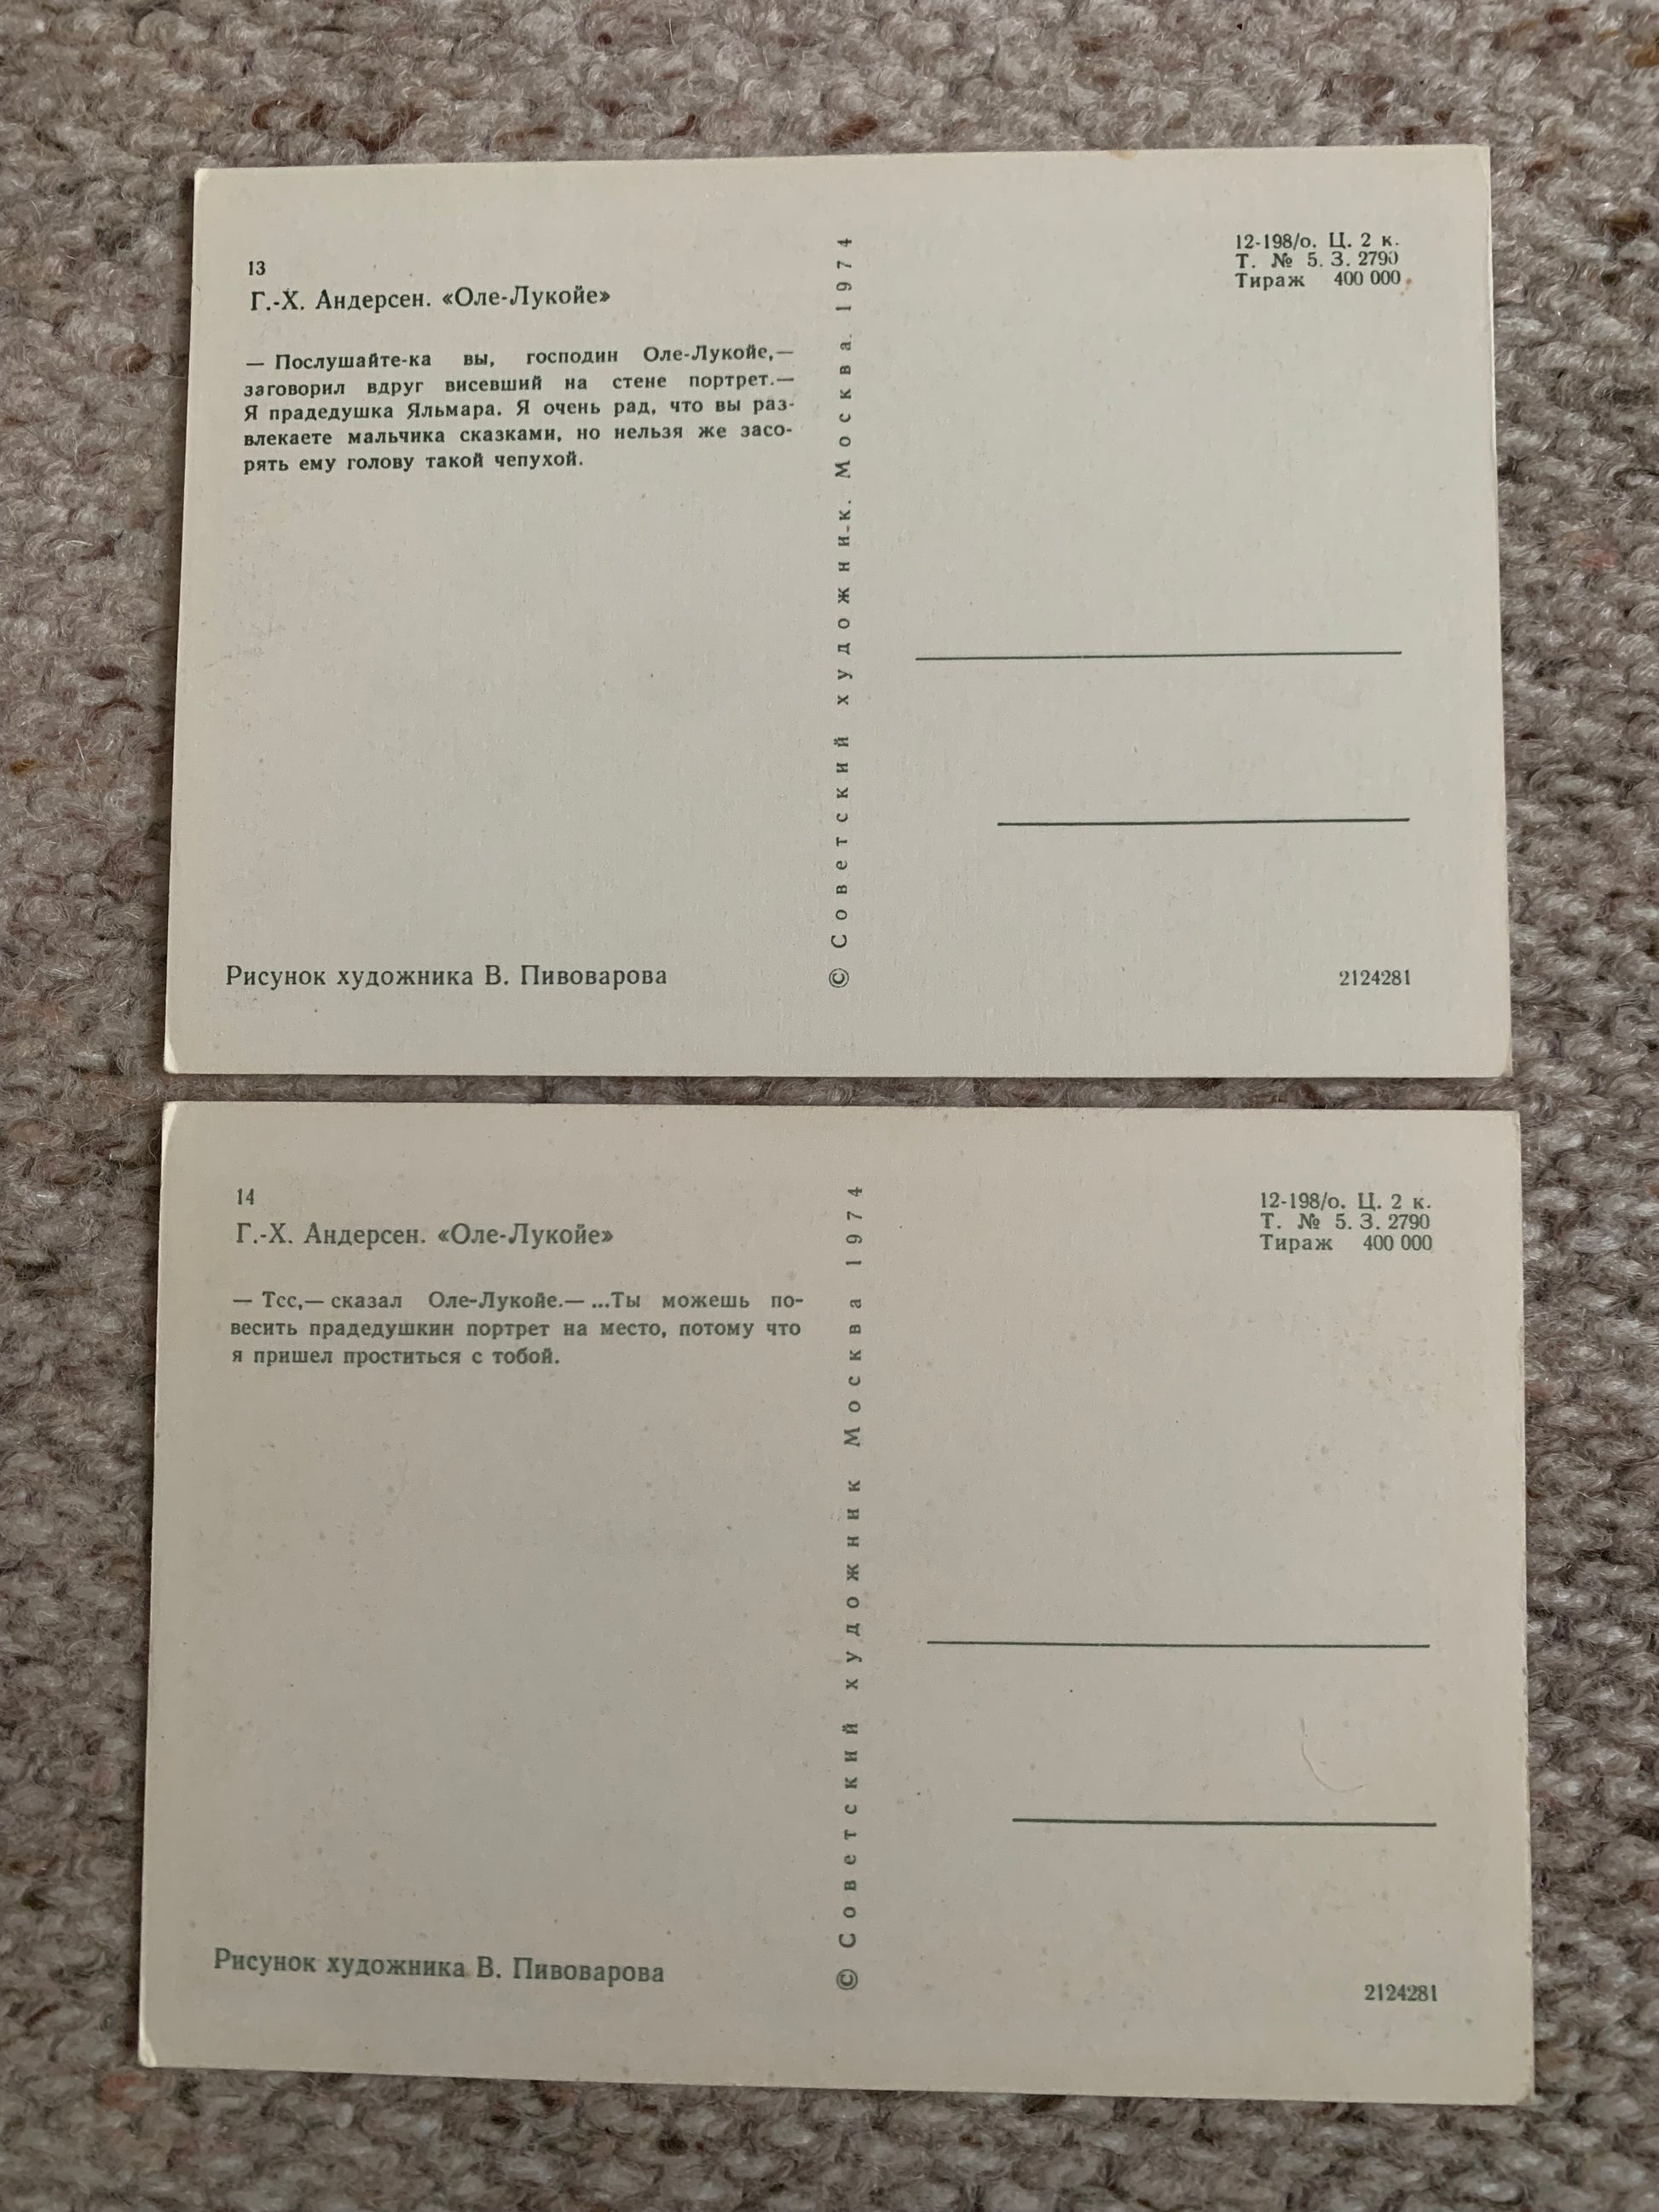 13
Г.-Х. Андерсен. «Оле-Лукойе»
— Послушайте-ка вы, господин Оле-Лукойе,—
заговорил вдруг висевший на стене портрет.—
Я прадедушка Яльмара. Я очень рад, что вы раз-
влекаете мальчика сказками, но нельзя же засо-
рять ему голову такой чепухой.
Рисунок художника В. Пивоварова
© Советский художник. Москва. 1974
12-198/о. Ц. 2 к.
Т. № 5. З. 2790
Тираж 400 000
2124281
14
Г.-Х. Андерсен. «Оле-Лукойе»
— Тсс,— сказал Оле-Лукойе.— ...Ты можешь по-
весить прадедушкин портрет на место, потому что
я пришел проститься с тобой.
Рисунок художника В. Пивоварова
© Советский художник Москва 1974
12-198/о. Ц. 2 к.
Т. № 5. З. 2790
Тираж 400 000
2124281